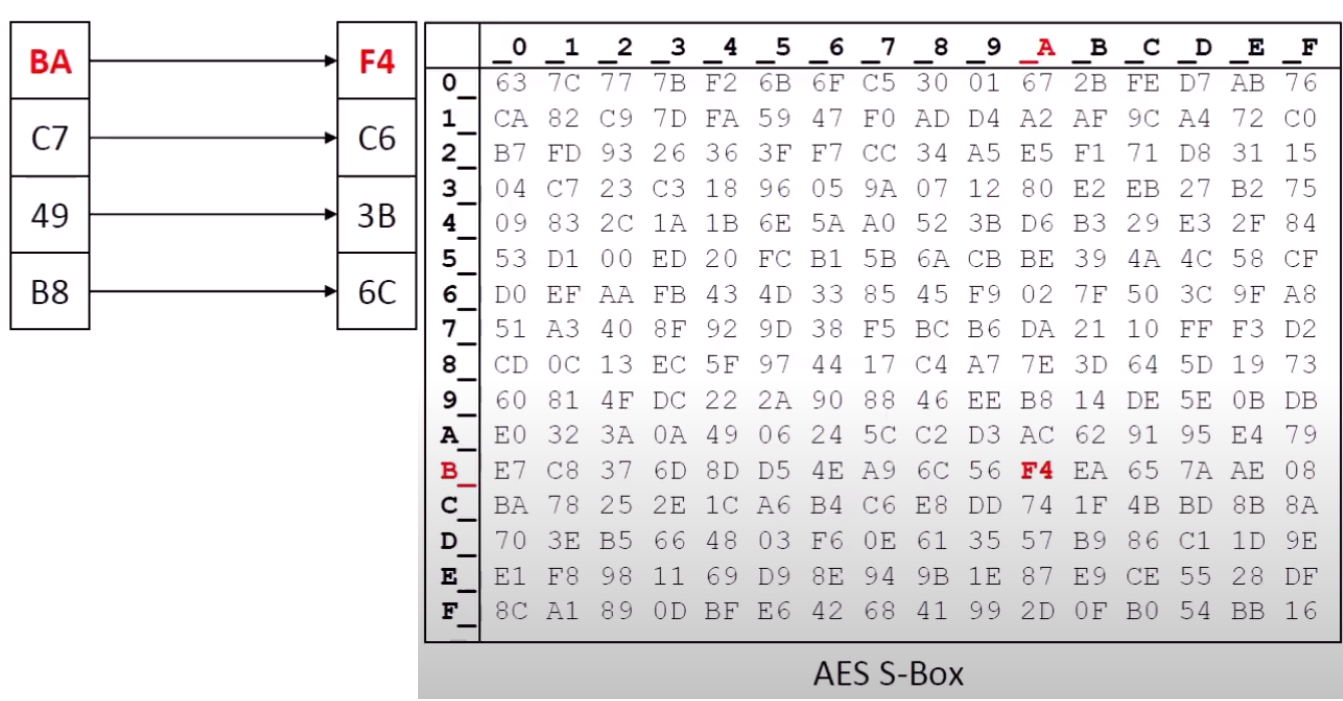 BA F4
C7 C6
49 3B
B8 6C
_0 _1 _2 _3 _4 _5 _6 _7 _8 _9 _A _B _C _D _E _F
0_ 63 7C 77 7B F2 6B 6F C5 30 01 67 2B FE D7 AB 76
1_ CA 82 C9 7D FA 59 47 F0 AD D4 A2 AF 9C A4 72 C0
2_ B7 FD 93 26 36 3F F7 CC 34 A5 E5 F1 71 D8 31 15
3_ 04 C7 23 C3 18 96 05 9A 07 12 80 E2 EB 27 B2 75
4_ 09 83 2C 1A 1B 6E 5A A0 52 3B D6 B3 29 E3 2F 84
5_ 53 D1 00 ED 20 FC B1 5B 6A CB BE 39 4A 4C 58 CF
6_ D0 EF AA FB 43 4D 33 85 45 F9 02 7F 50 3C 9F A8
7_ 51 A3 40 8F 92 9D 38 F5 BC B6 DA 21 10 FF F3 D2
8_ CD 0C 13 EC 5F 97 44 17 C4 A7 7E 3D 64 5D 19 73
9_ 60 81 4F DC 22 2A 90 88 46 EE B8 14 DE 5E 0B DB
A_ E0 32 3A 0A 49 06 24 5C C2 D3 AC 62 91 95 E4 79
B_ E7 C8 37 6D 8D D5 4E A9 6C 56 F4 EA 65 7A AE 08
C_ BA 78 25 2E 1C A6 B4 C6 E8 DD 74 1F 4B BD 8B 8A
D_ 70 3E B5 66 48 03 F6 0E 61 35 57 B9 86 C1 1D 9E
E_ E1 F8 98 11 69 D9 8E 94 9B 1E 87 E9 CE 55 28 DF
F_ 8C A1 89 0D BF E6 42 68 41 99 2D 0F B0 54 BB 16
AES S-Box